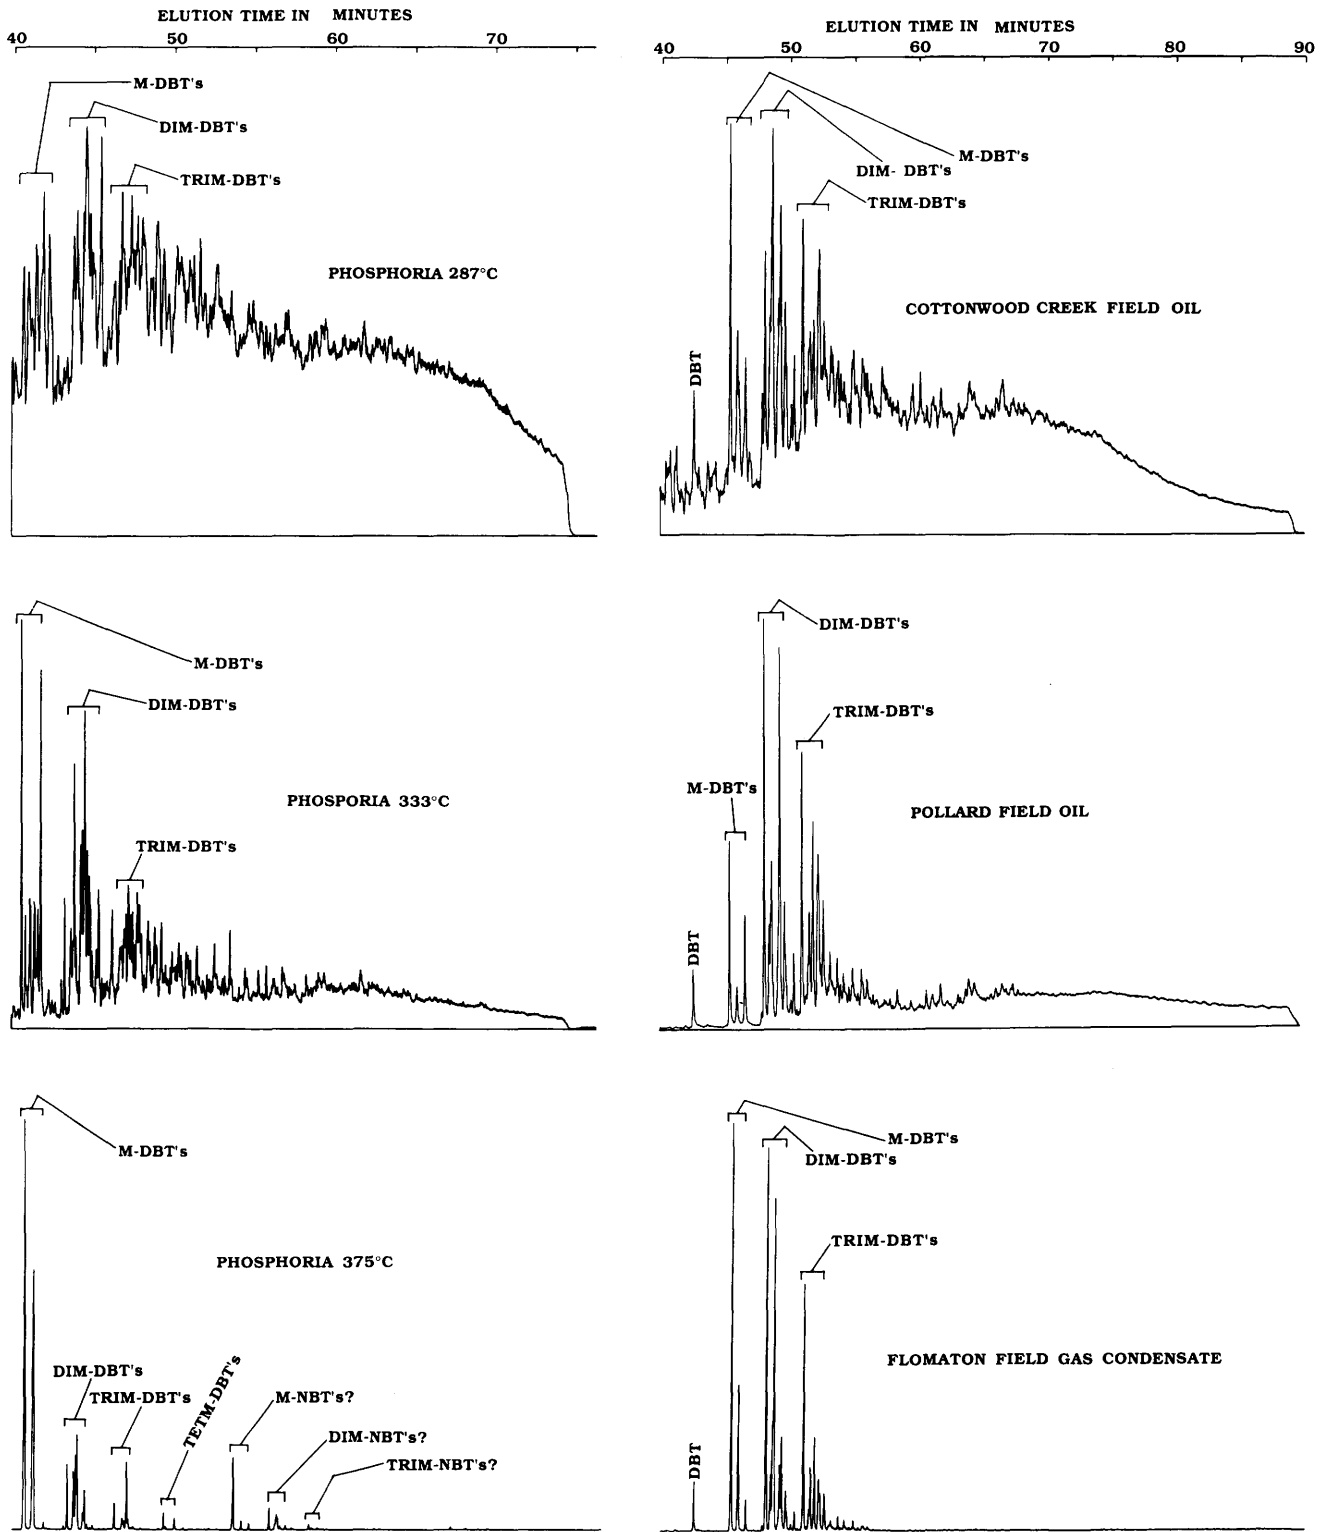 ELUTION TIME IN MINUTES
40 50 60 70
M-DBT's
DIM-DBT's
TRIM-DBT's
PHOSPHORIA 287°C
ELUTION TIME IN MINUTES
40 50 60 70 80 90
M-DBT's
DIM- DBT's
TRIM-DBT's
COTTONWOOD CREEK FIELD OIL
DBT
M-DBT's
DIM-DBT's
PHOSPORIA 333°C
TRIM-DBT's
DIM-DBT's
TRIM-DBT's
M-DBT's
POLLARD FIELD OIL
DBT
M-DBT's
PHOSPHORIA 375°C
DIM-DBT's
TRIM-DBT's
TETM-DBT's
M-NBT's?
DIM-NBT's?
TRIM-NBT's?
M-DBT's
DIM-DBT's
TRIM-DBT's
FLOMATON FIELD GAS CONDENSATE
DBT